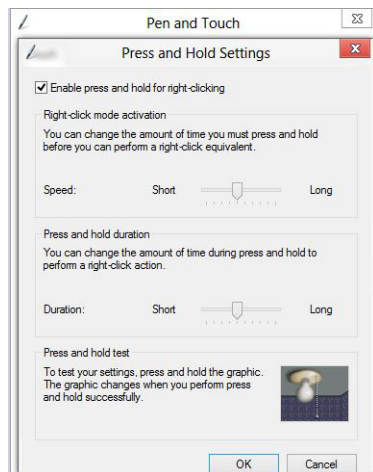 Pen and Touch
Press and Hold Settings
Enable press and hold for right-clicking
Right-click mode activation
You can change the amount of time you must press and hold
before you can perform a right-click equivalent.
Speed: Short Long
Press and hold duration
You can change the amount of time during press and hold to
perform a right-click action.
Duration: Short Long
Press and hold test
To test your settings, press and hold the graphic.
The graphic changes when you perform press
and hold successfully.
OK Cancel